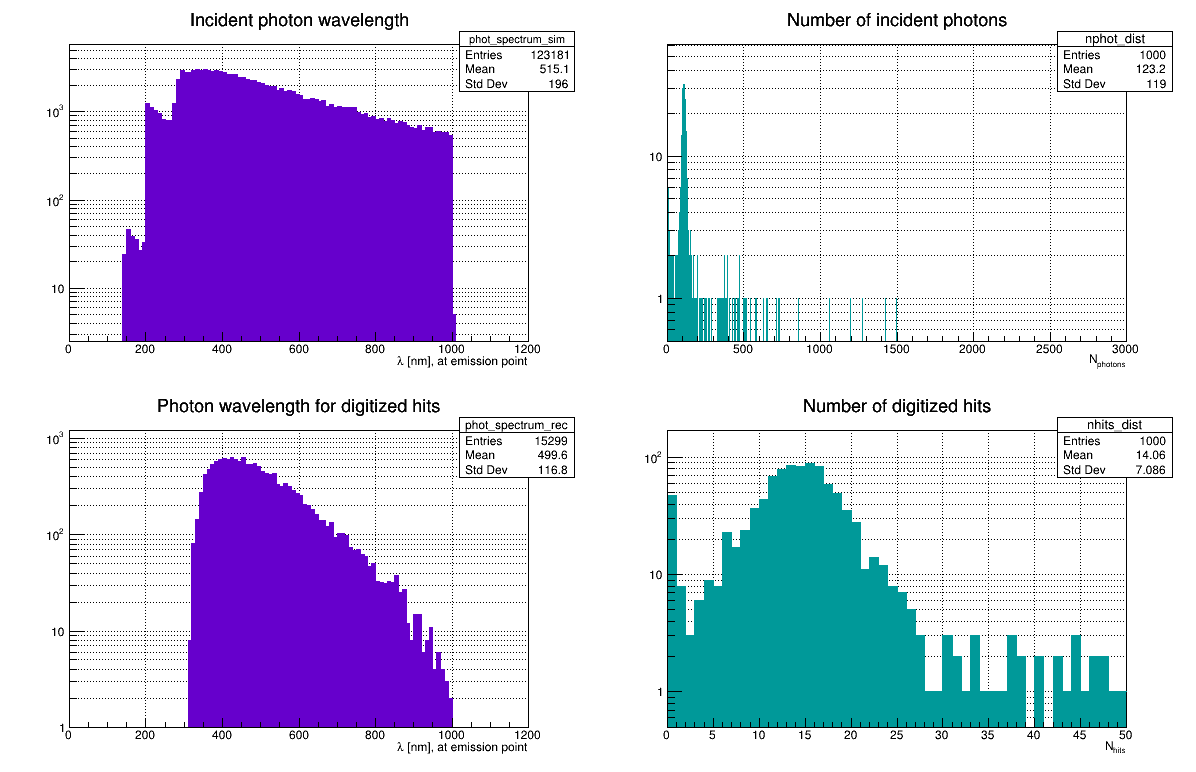 Incident photon wavelength
phot_spectrum_sim
Entries 123181
Mean 515.1
Std Dev 196
10³
10²
10
0 200 400 600 800 1000 1200
λ [nm], at emission point
Number of incident photons
nphot_dist
Entries 1000
Mean 123.2
Std Dev 119
10
1
0 500 1000 1500 2000 2500 3000
N_photons
Photon wavelength for digitized hits
phot_spectrum_rec
Entries 15299
Mean 499.6
Std Dev 116.8
10³
10²
10
1
0 200 400 600 800 1000 1200
λ [nm], at emission point
Number of digitized hits
nhits_dist
Entries 1000
Mean 14.06
Std Dev 7.086
10²
10
1
0 5 10 15 20 25 30 35 40 45 50
N_hits